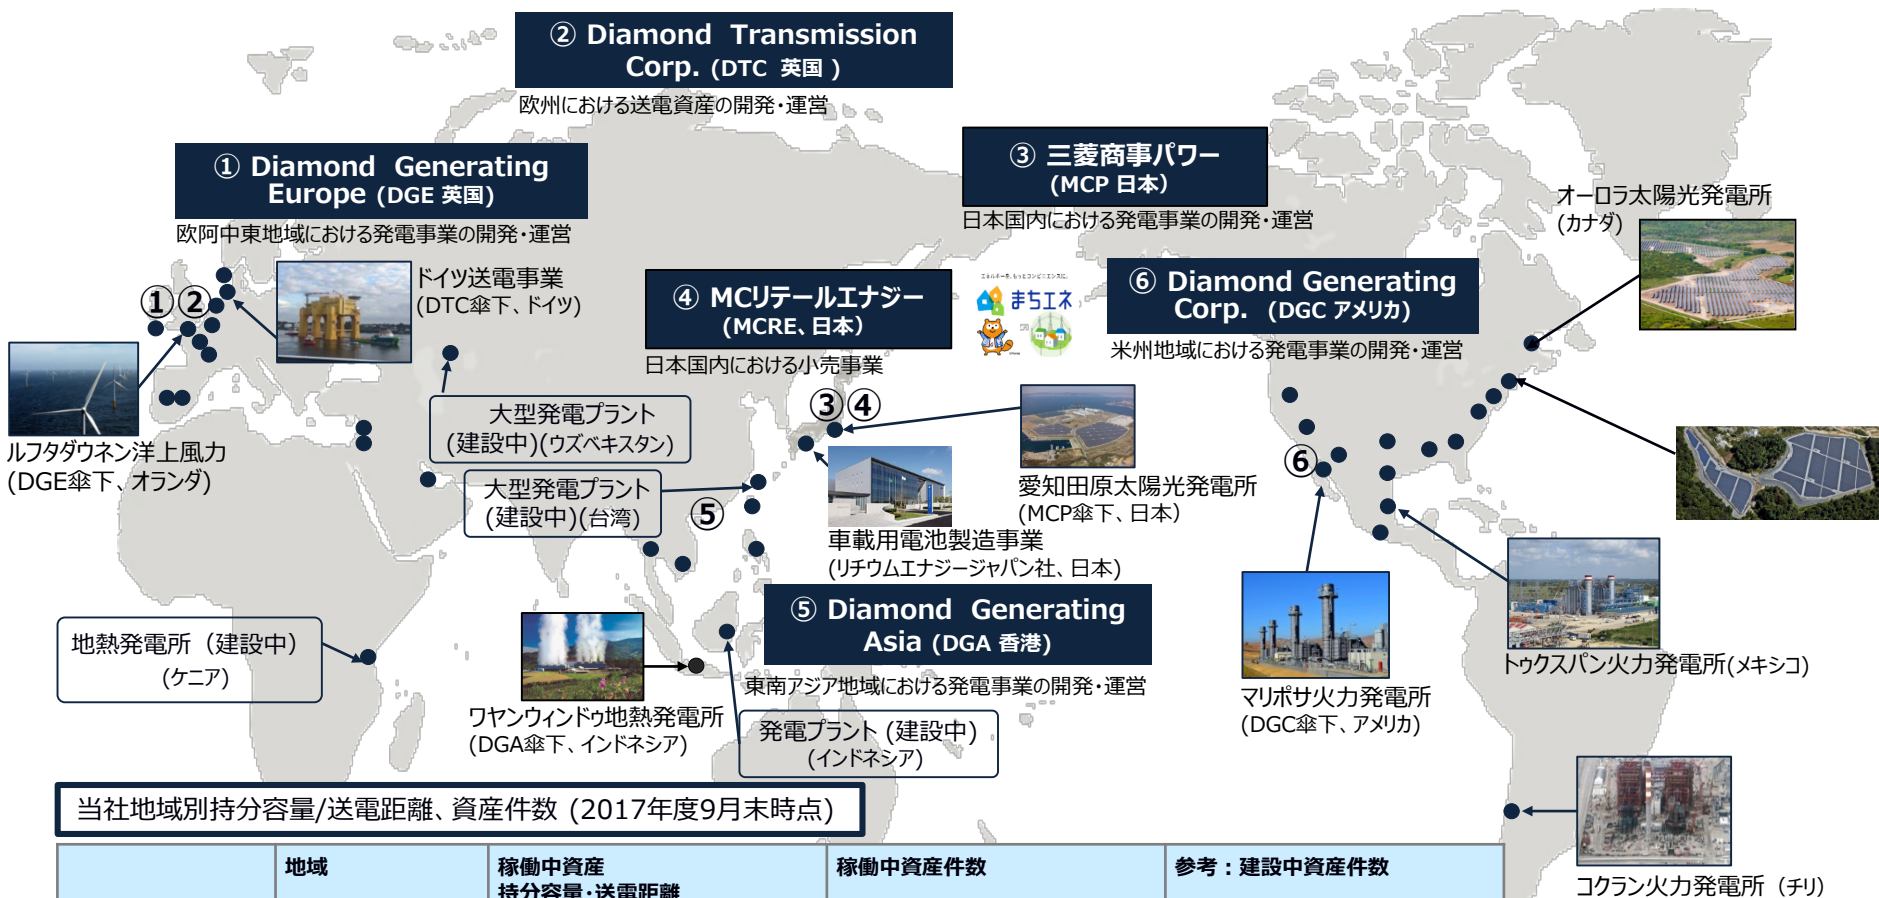 ② Diamond Transmission
Corp. (DTC 英国 )
欧州における送電資産の開発・運営
① Diamond Generating
Europe (DGE 英国)
欧阿中東地域における発電事業の開発・運営
③ 三菱商事パワー
(MCP 日本)
日本国内における発電事業の開発・運営
オーロラ太陽光発電所
(カナダ)
ドイツ送電事業
(DTC傘下、ドイツ)
④ MCリテールエナジー
(MCRE、日本)
日本国内における小売事業
エネルギーを、もっとコンビニエンスに。
まちエネ
⑥ Diamond Generating
Corp. (DGC アメリカ)
米州地域における発電事業の開発・運営
①
②
ルフタダウネン洋上風力
(DGE傘下、オランダ)
大型発電プラント
(建設中)(ウズベキスタン)
③
④
大型発電プラント
(建設中)(台湾)
⑤
⑥
愛知田原太陽光発電所
(MCP傘下、日本)
車載用電池製造事業
(リチウムエナジージャパン社、日本)
⑤ Diamond Generating
Asia (DGA 香港)
東南アジア地域における発電事業の開発・運営
地熱発電所 (建設中)
(ケニア)
ワヤンウィンドゥ地熱発電所
(DGA傘下、インドネシア)
発電プラント (建設中)
(インドネシア)
マリポサ火力発電所
(DGC傘下、アメリカ)
トゥクスパン火力発電所(メキシコ)
コクラン火力発電所 (チリ)
当社地域別持分容量/送電距離、資産件数 (2017年度9月末時点)
地域
稼働中資産
持分容量・送電距離
稼働中資産件数
参考：建設中資産件数